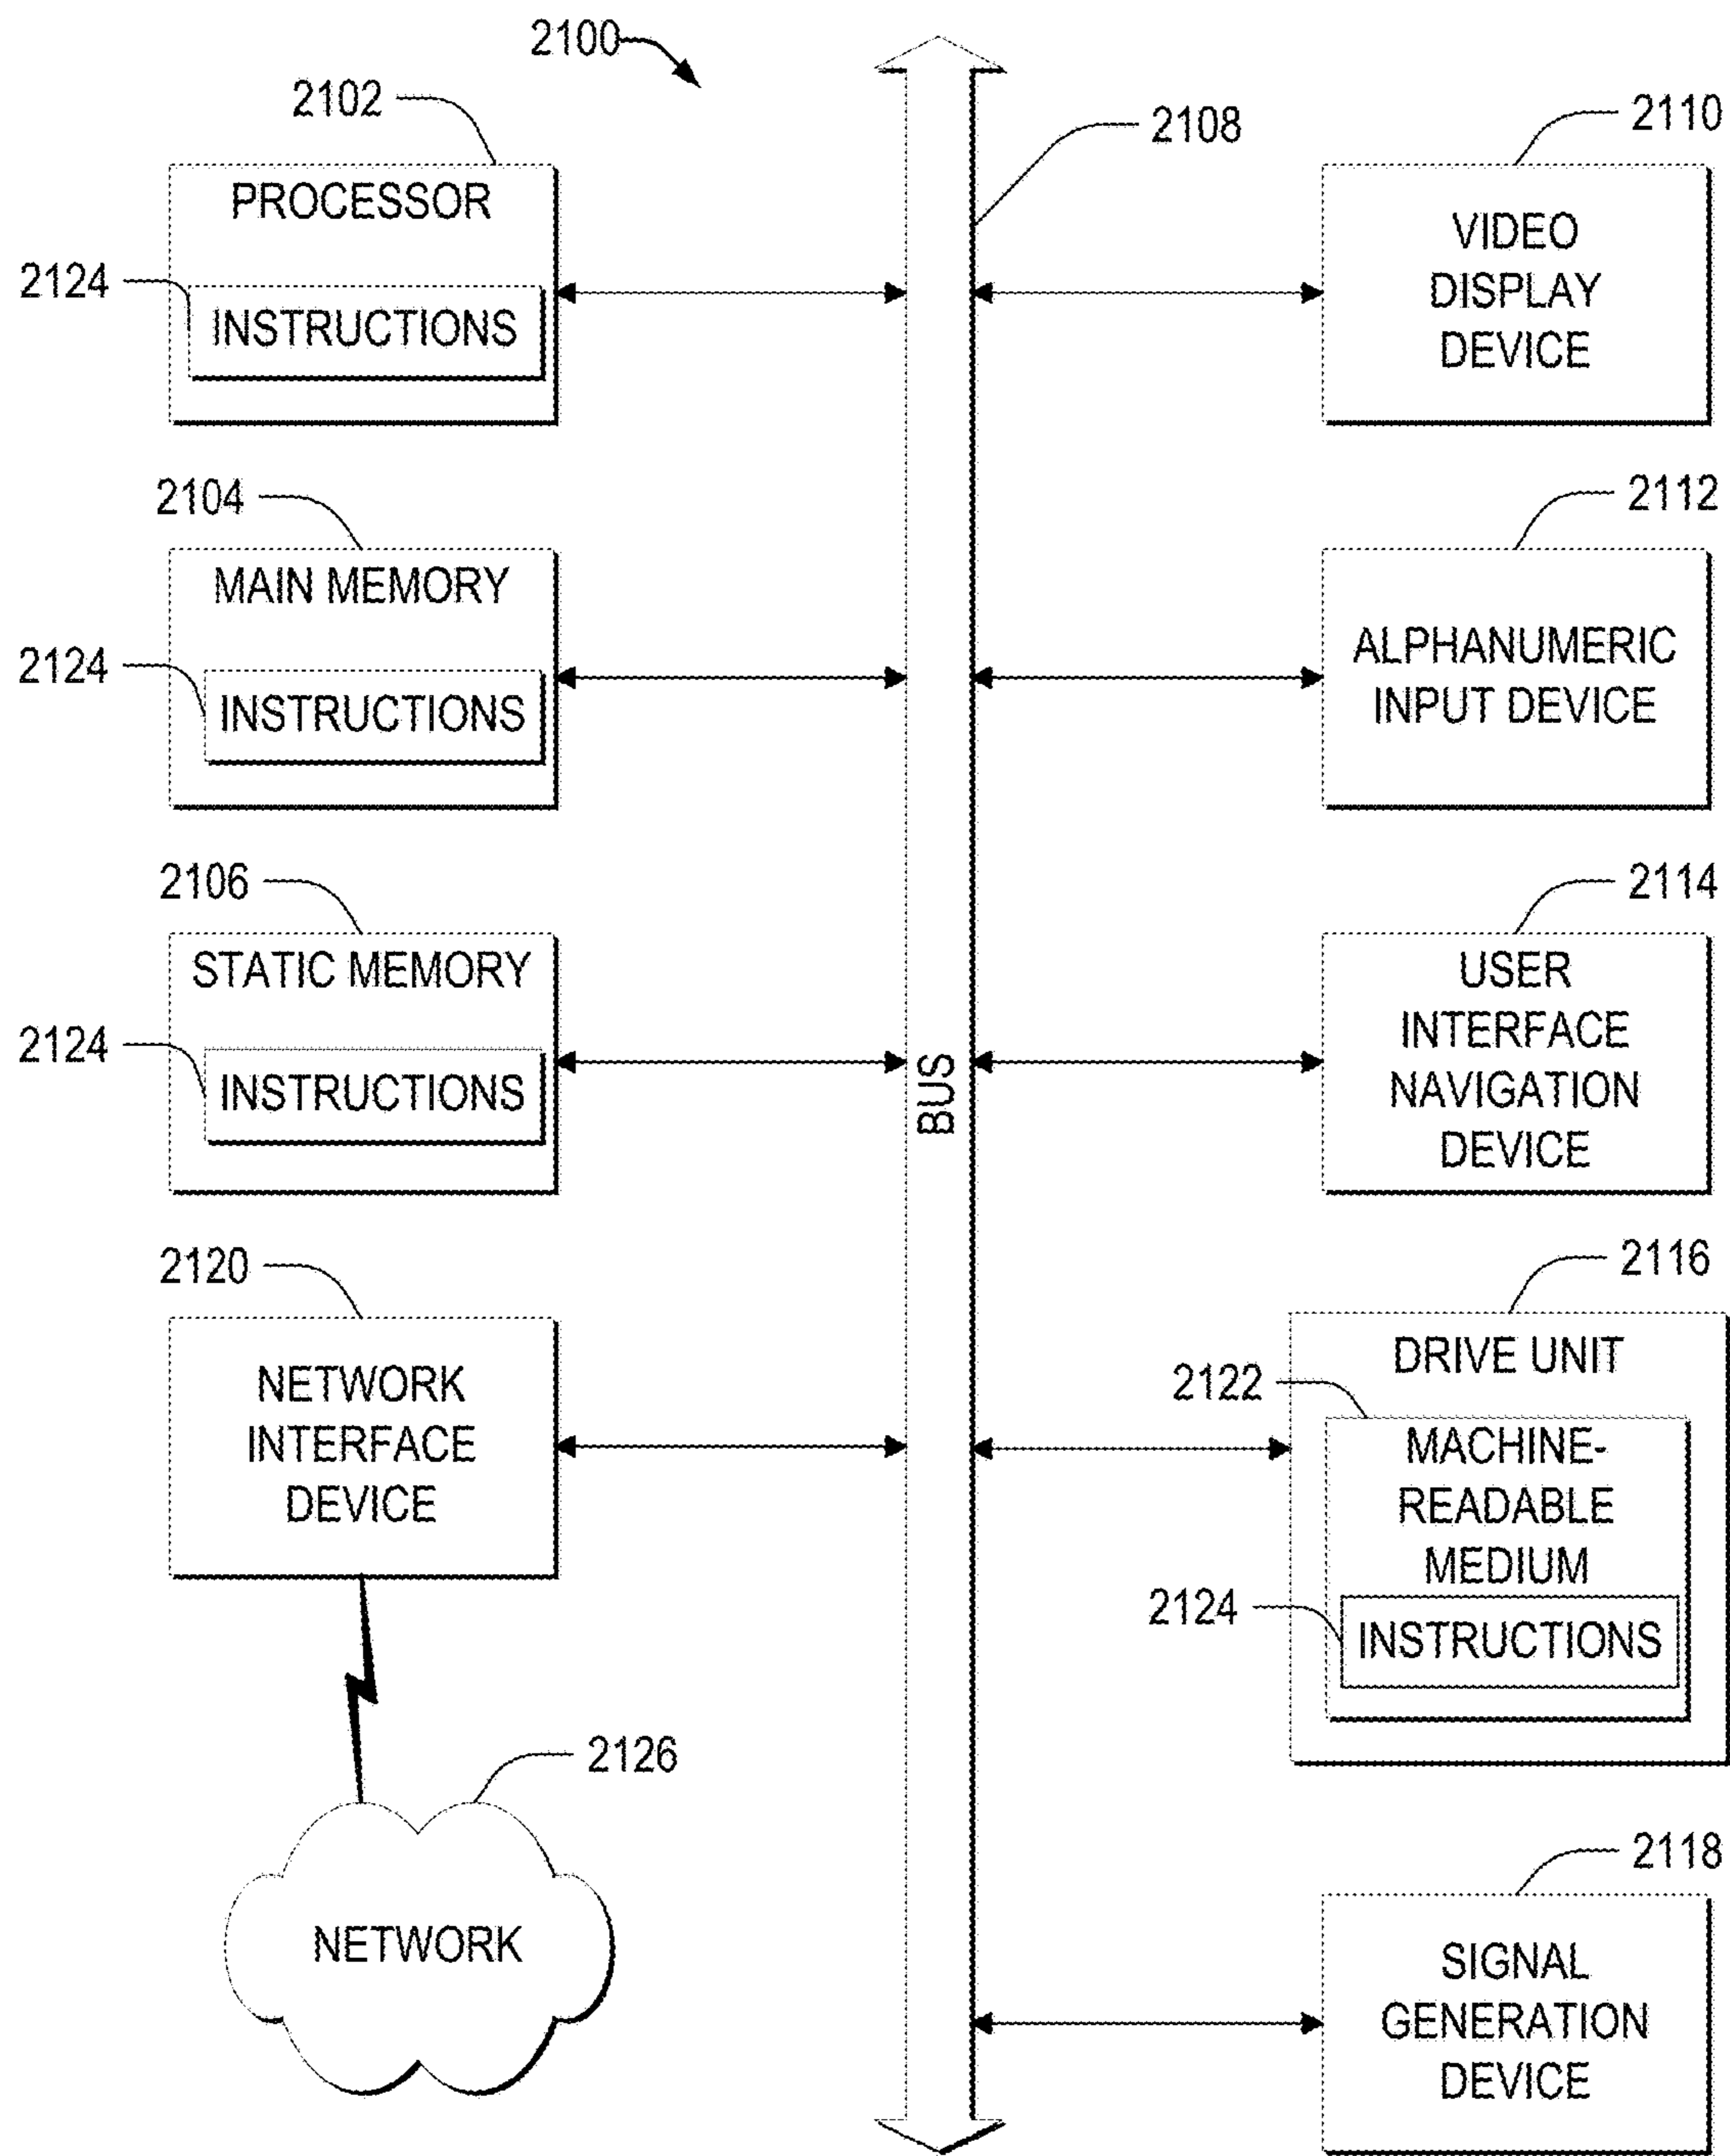 2100
2102
PROCESSOR
2124
INSTRUCTIONS
2104
MAIN MEMORY
2124
INSTRUCTIONS
2106
STATIC MEMORY
2124
INSTRUCTIONS
2120
NETWORK
INTERFACE
DEVICE
2126
NETWORK
2108
BUS
2110
VIDEO
DISPLAY
DEVICE
2112
ALPHANUMERIC
INPUT DEVICE
2114
USER
INTERFACE
NAVIGATION
DEVICE
2116
DRIVE UNIT
2122
MACHINE-
READABLE
MEDIUM
2124
INSTRUCTIONS
2118
SIGNAL
GENERATION
DEVICE